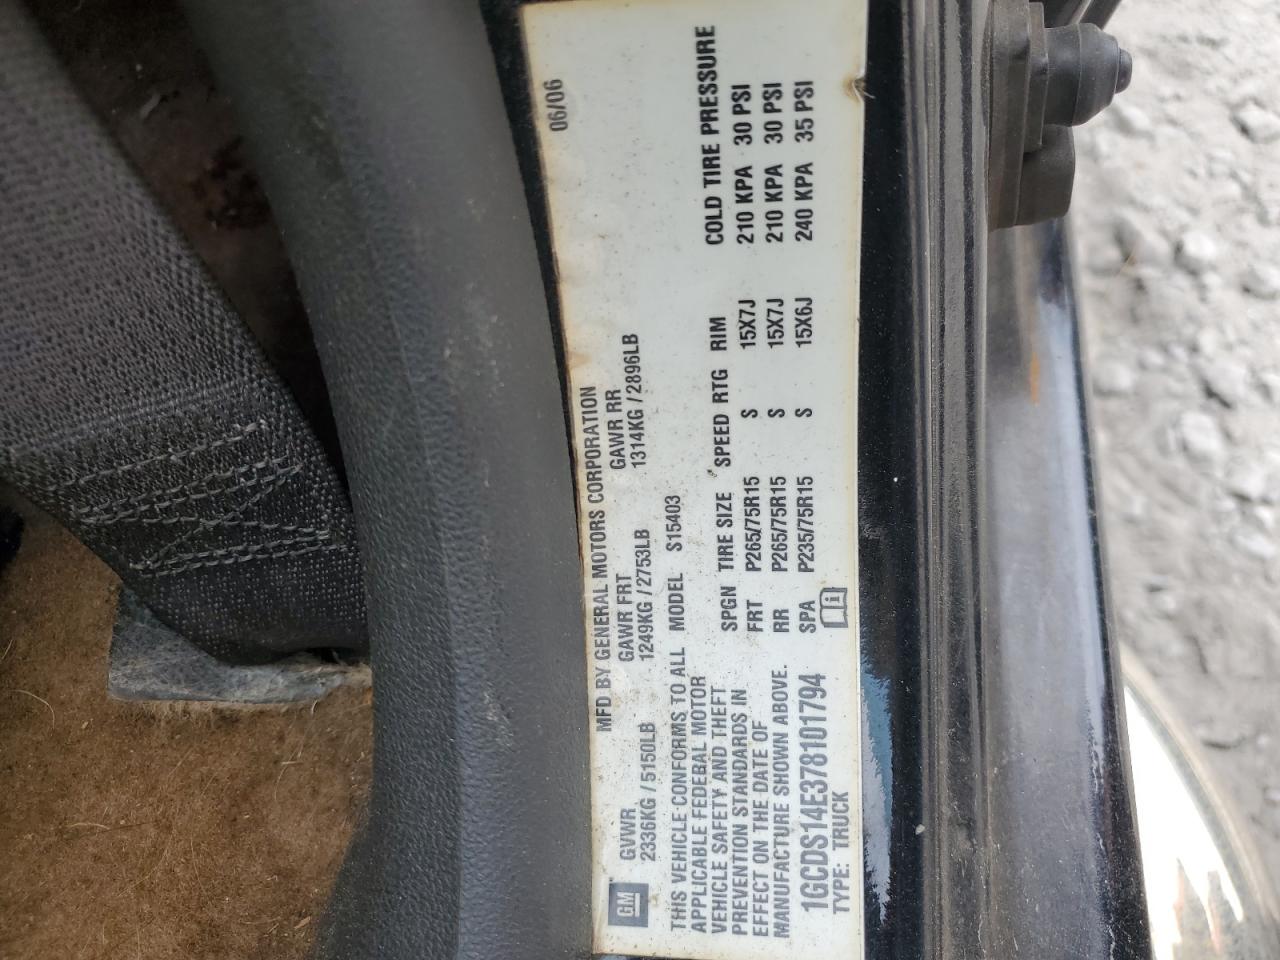 MFD BY GENERAL MOTORS CORPORATION 06/06
GM
GVWR GAWR FRT GAWR RR
2336KG / 5150LB 1249KG / 2753LB 1314KG / 2896LB
THIS VEHICLE CONFORMS TO ALL
APPLICABLE FEDERAL MOTOR
VEHICLE SAFETY AND THEFT
PREVENTION STANDARDS IN
EFFECT ON THE DATE OF
MANUFACTURE SHOWN ABOVE.
1GCDS14E378101794
TYPE: TRUCK
MODEL S15403
SPGN TIRE SIZE SPEED RTG RIM COLD TIRE PRESSURE
FRT P265/75R15 S 15X7J 210 KPA 30 PSI
RR P265/75R15 S 15X7J 210 KPA 30 PSI
SPA P235/75R15 S 15X6J 240 KPA 35 PSI
i